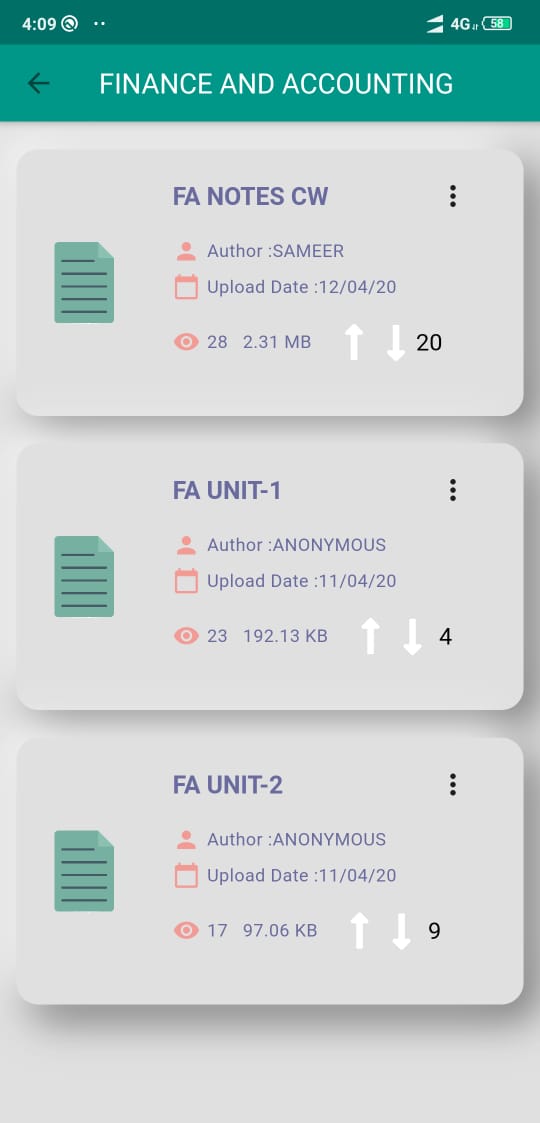 4:09 4G 58
FINANCE AND ACCOUNTING
FA NOTES CW
Author :SAMEER
Upload Date :12/04/20
28 2.31 MB 20
FA UNIT-1
Author :ANONYMOUS
Upload Date :11/04/20
23 192.13 KB 4
FA UNIT-2
Author :ANONYMOUS
Upload Date :11/04/20
17 97.06 KB 9